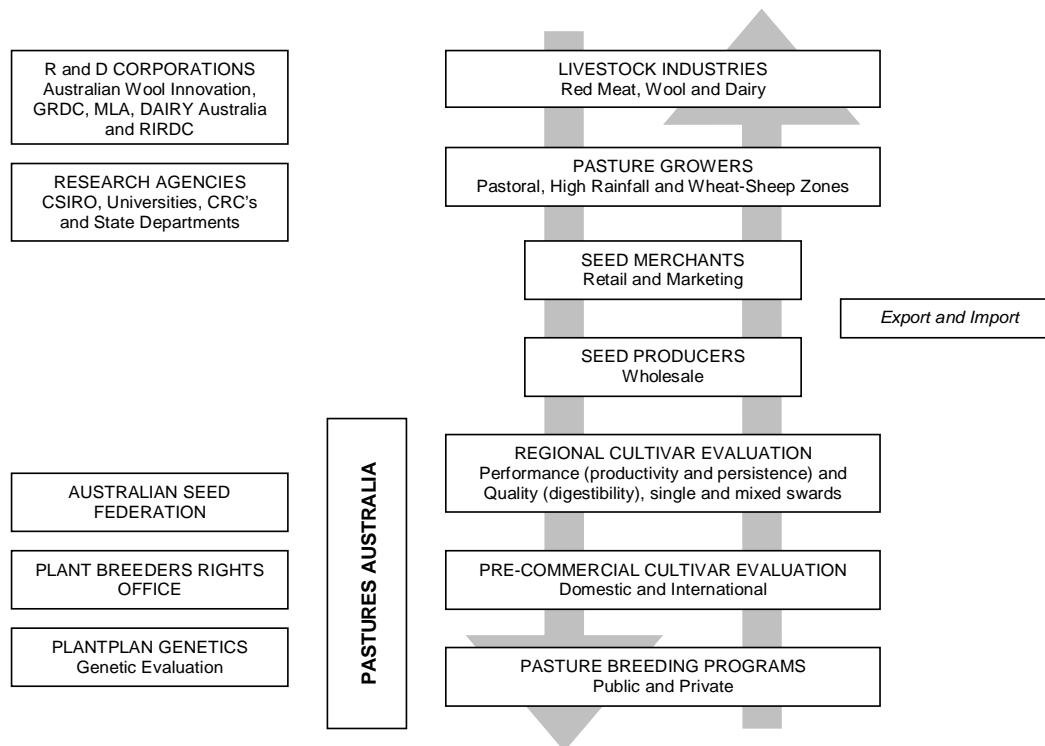 R and D CORPORATIONS
Australian Wool Innovation,
GRDC, MLA, DAIRY Australia
and RIRDC
RESEARCH AGENCIES
CSIRO, Universities, CRC's
and State Departments
AUSTRALIAN SEED
FEDERATION
PLANT BREEDERS RIGHTS
OFFICE
PLANTPLAN GENETICS
Genetic Evaluation
PASTURES AUSTRALIA
LIVESTOCK INDUSTRIES
Red Meat, Wool and Dairy
PASTURE GROWERS
Pastoral, High Rainfall and Wheat-Sheep Zones
SEED MERCHANTS
Retail and Marketing
SEED PRODUCERS
Wholesale
REGIONAL CULTIVAR EVALUATION
Performance (productivity and persistence) and
Quality (digestibility), single and mixed swards
PRE-COMMERCIAL CULTIVAR EVALUATION
Domestic and International
PASTURE BREEDING PROGRAMS
Public and Private
Export and Import